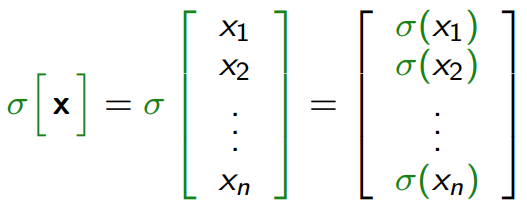 σ[x] = σ[x₁ x₂ ⋮ xₙ] = [σ(x₁) σ(x₂) ⋮ σ(xₙ)]